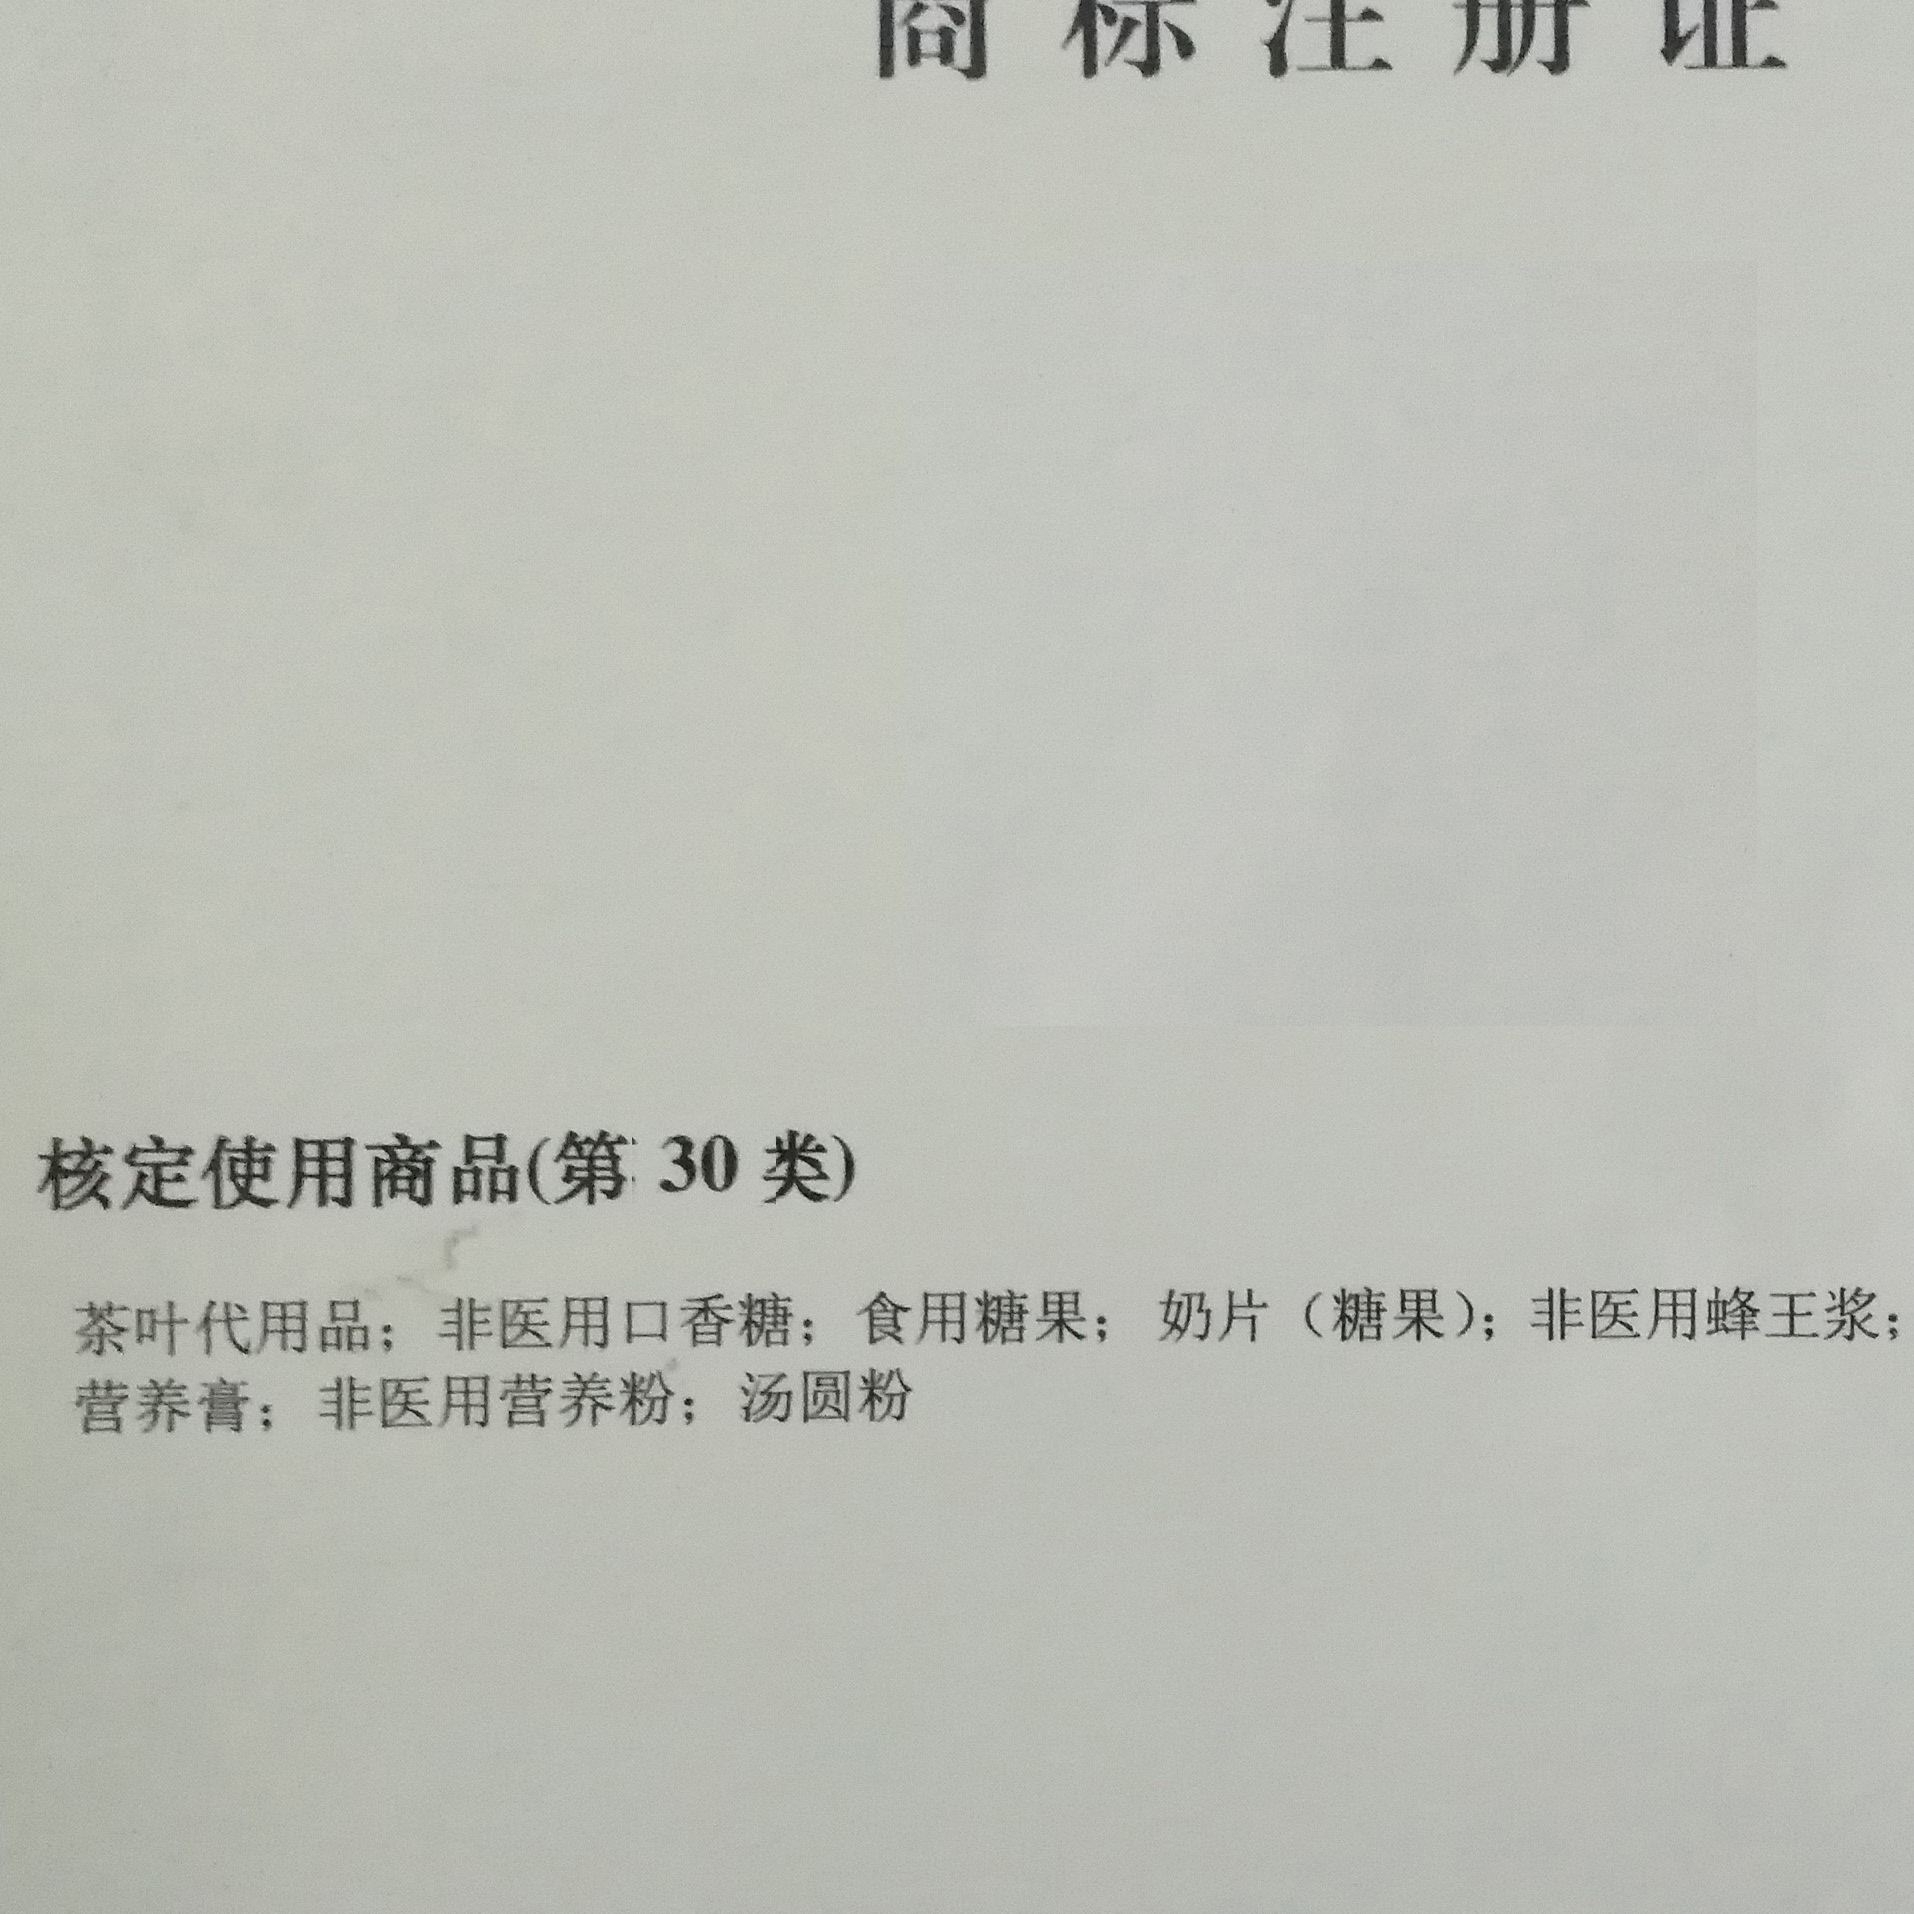 商标注册证
核定使用商品(第 30 类)
茶叶代用品；非医用口香糖；食用糖果；奶片（糖果）；非医用蜂王浆；
营养膏；非医用营养粉；汤圆粉